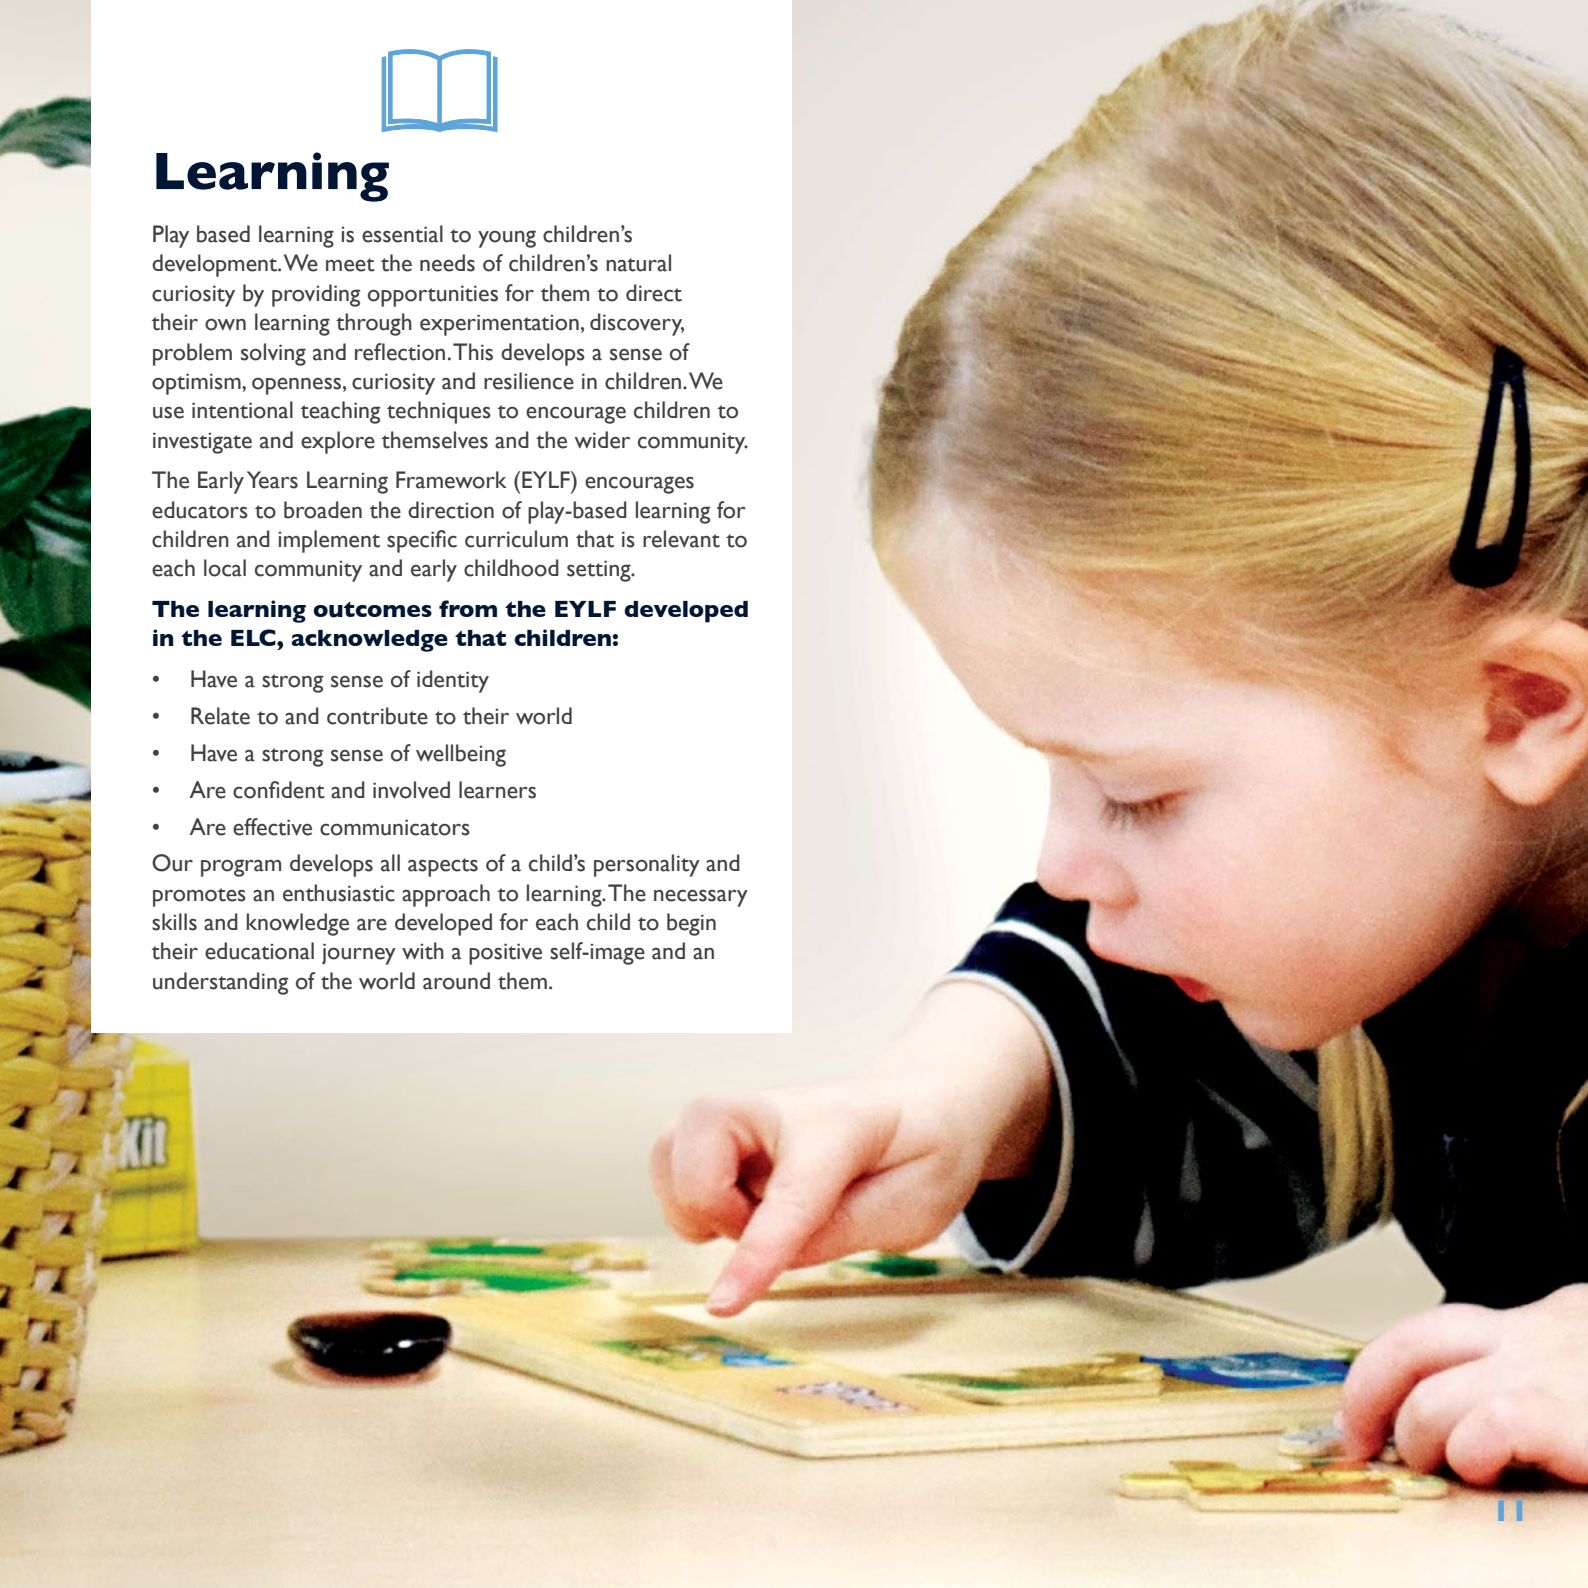 Learning
Play based learning is essential to young children's
development. We meet the needs of children's natural
curiosity by providing opportunities for them to direct
their own learning through experimentation, discovery,
problem solving and reflection. This develops a sense of
optimism, openness, curiosity and resilience in children. We
use intentional teaching techniques to encourage children to
investigate and explore themselves and the wider community.
The Early Years Learning Framework (EYLF) encourages
educators to broaden the direction of play-based learning for
children and implement specific curriculum that is relevant to
each local community and early childhood setting.
The learning outcomes from the EYLF developed
in the ELC, acknowledge that children:
• Have a strong sense of identity
• Relate to and contribute to their world
• Have a strong sense of wellbeing
• Are confident and involved learners
• Are effective communicators
Our program develops all aspects of a child's personality and
promotes an enthusiastic approach to learning. The necessary
skills and knowledge are developed for each child to begin
their educational journey with a positive self-image and an
understanding of the world around them.
Kit
11